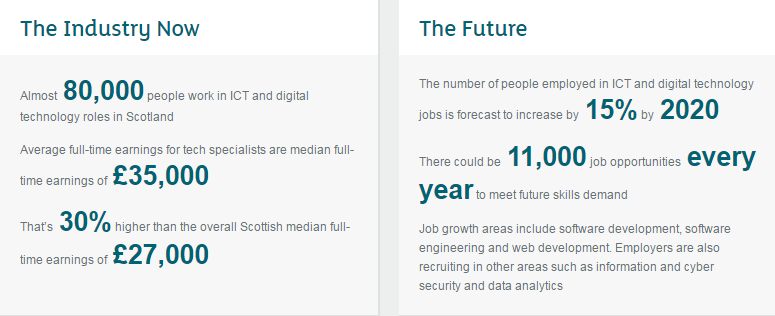 The Industry Now
Almost 80,000 people work in ICT and digital
technology roles in Scotland
Average full-time earnings for tech specialists are median full-
time earnings of £35,000
That's 30% higher than the overall Scottish median full-
time earnings of £27,000
The Future
The number of people employed in ICT and digital technology
jobs is forecast to increase by 15% by 2020
There could be 11,000 job opportunities every
year to meet future skills demand
Job growth areas include software development, software
engineering and web development. Employers are also
recruiting in other areas such as information and cyber
security and data analytics